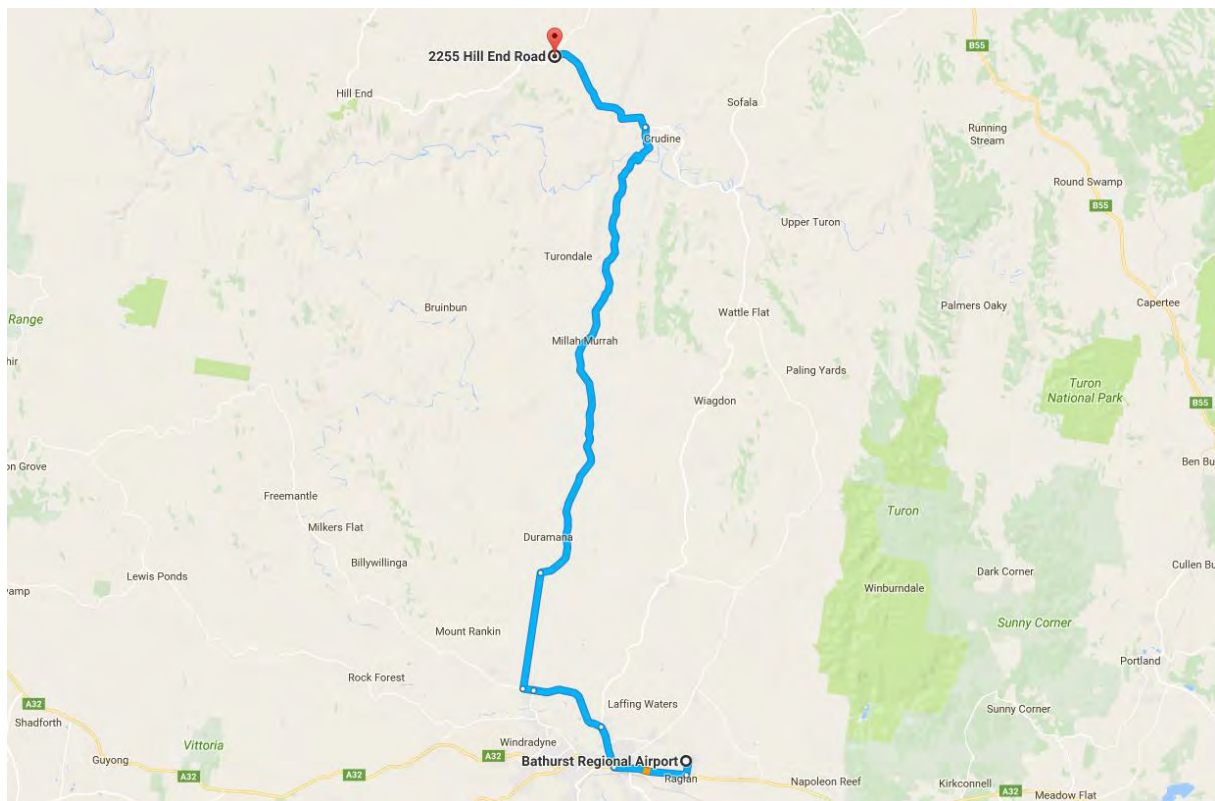 2255 Hill End Road
B55
Hill End
Sofala
Running
Stream
Crudine
Round Swamp
B55
Upper Turon
Turondale
Bruinbun
Palmers Oaky
Capertee
Range
Wattle Flat
Millah Murrah
Paling Yards
Turon
National Park
Wiagdon
B55
on Grove
Ben Bu
Freemantle
Turon
Milkers Flat
Duramana
Billywillinga
Lewis Ponds
Dark Corner
Cullen Bu
Winburndale
Sunny Corner
Mount Rankin
Portland
Rock Forest
A32
Laffing Waters
Sunny Corner
Shadforth
Vittoria
Windradyne
A32
Guyong
Bathurst Regional Airport
A32
A32
Raglan
Napoleon Reef
Kirkconnell
A32
Meadow Flat